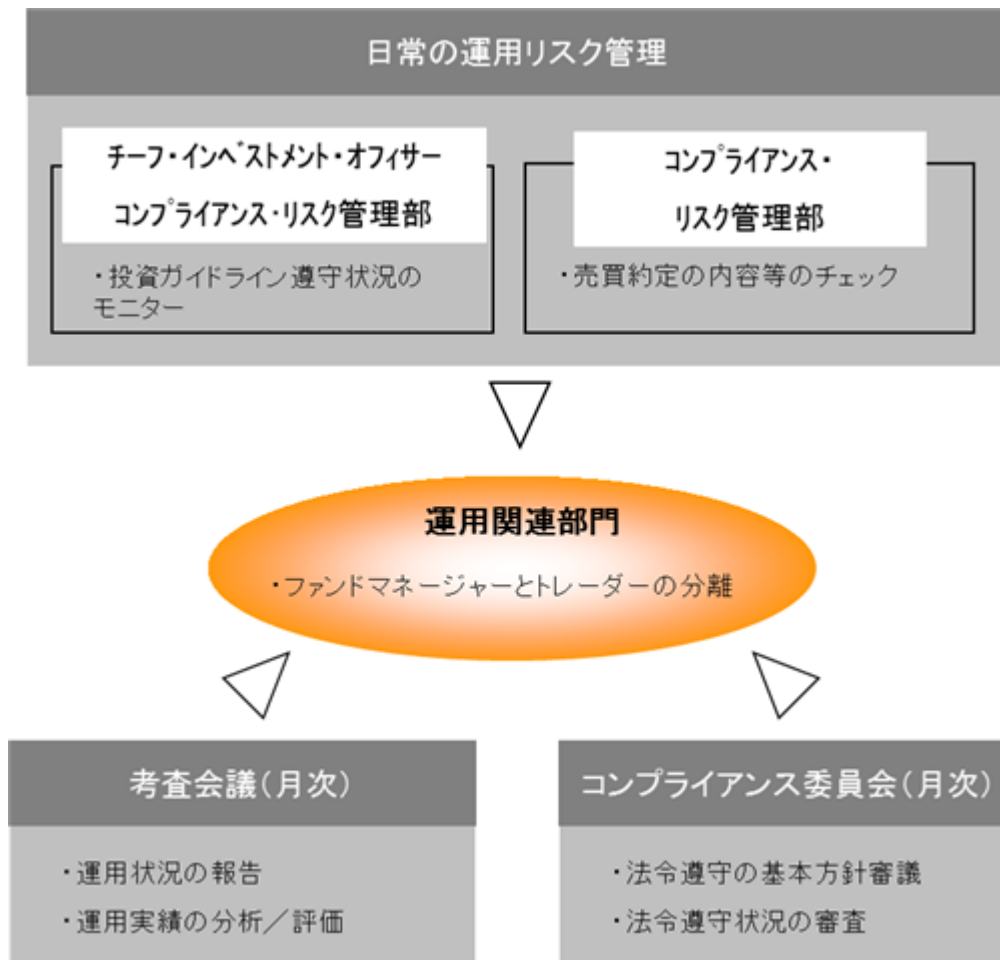 日常の運用リスク管理
チーフ・インベストメント・オフィサー
コンプライアンス・リスク管理部
・投資ガイドライン遵守状況の
モニター
コンプライアンス・
リスク管理部
・売買約定の内容等のチェック
運用関連部門
・ファンドマネージャーとトレーダーの分離
考査会議(月次)
・運用状況の報告
・運用実績の分析/評価
コンプライアンス委員会(月次)
・法令遵守の基本方針審議
・法令遵守状況の審査